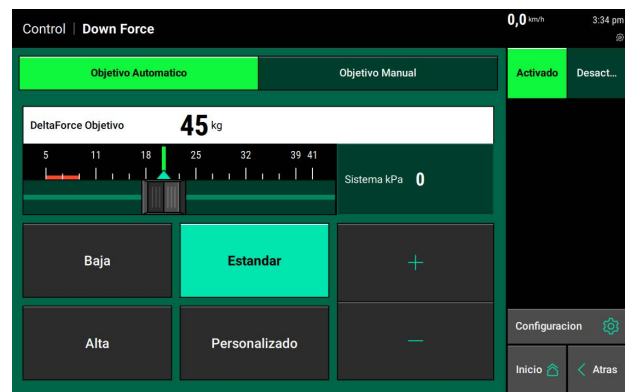 Control | Down Force
0,0 km/h
3:34 pm
Objetivo Automatico
Objetivo Manual
Activado
Desact...
DeltaForce Objetivo
45 kg
5 11 18 25 32 39 41
Sistema kPa 0
Baja
Estandar
+
Alta
Personalizado
−
Configuracion
Inicio
Atras